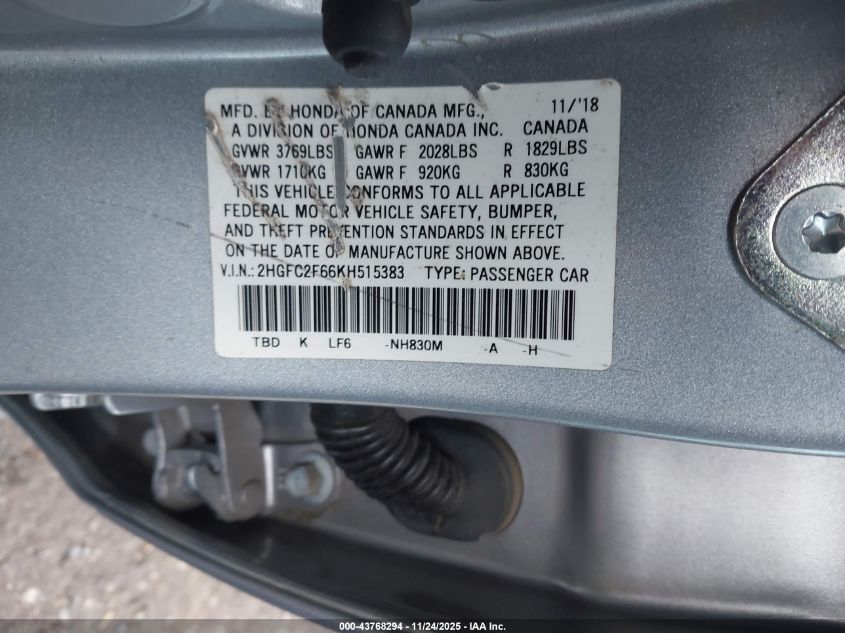 MFD. BY HONDA OF CANADA MFG., 11/'18
A DIVISION OF HONDA CANADA INC. CANADA
GVWR 3769LBS GAWR F 2028LBS R 1829LBS
GVWR 1710KG GAWR F 920KG R 830KG
THIS VEHICLE CONFORMS TO ALL APPLICABLE
FEDERAL MOTOR VEHICLE SAFETY, BUMPER,
AND THEFT PREVENTION STANDARDS IN EFFECT
ON THE DATE OF MANUFACTURE SHOWN ABOVE.
V.I.N.: 2HGFC2F66KH515383 TYPE: PASSENGER CAR
TBD K LF6 -NH830M -A -H
000-43768294 | 11/24/2025 - IAA Inc.